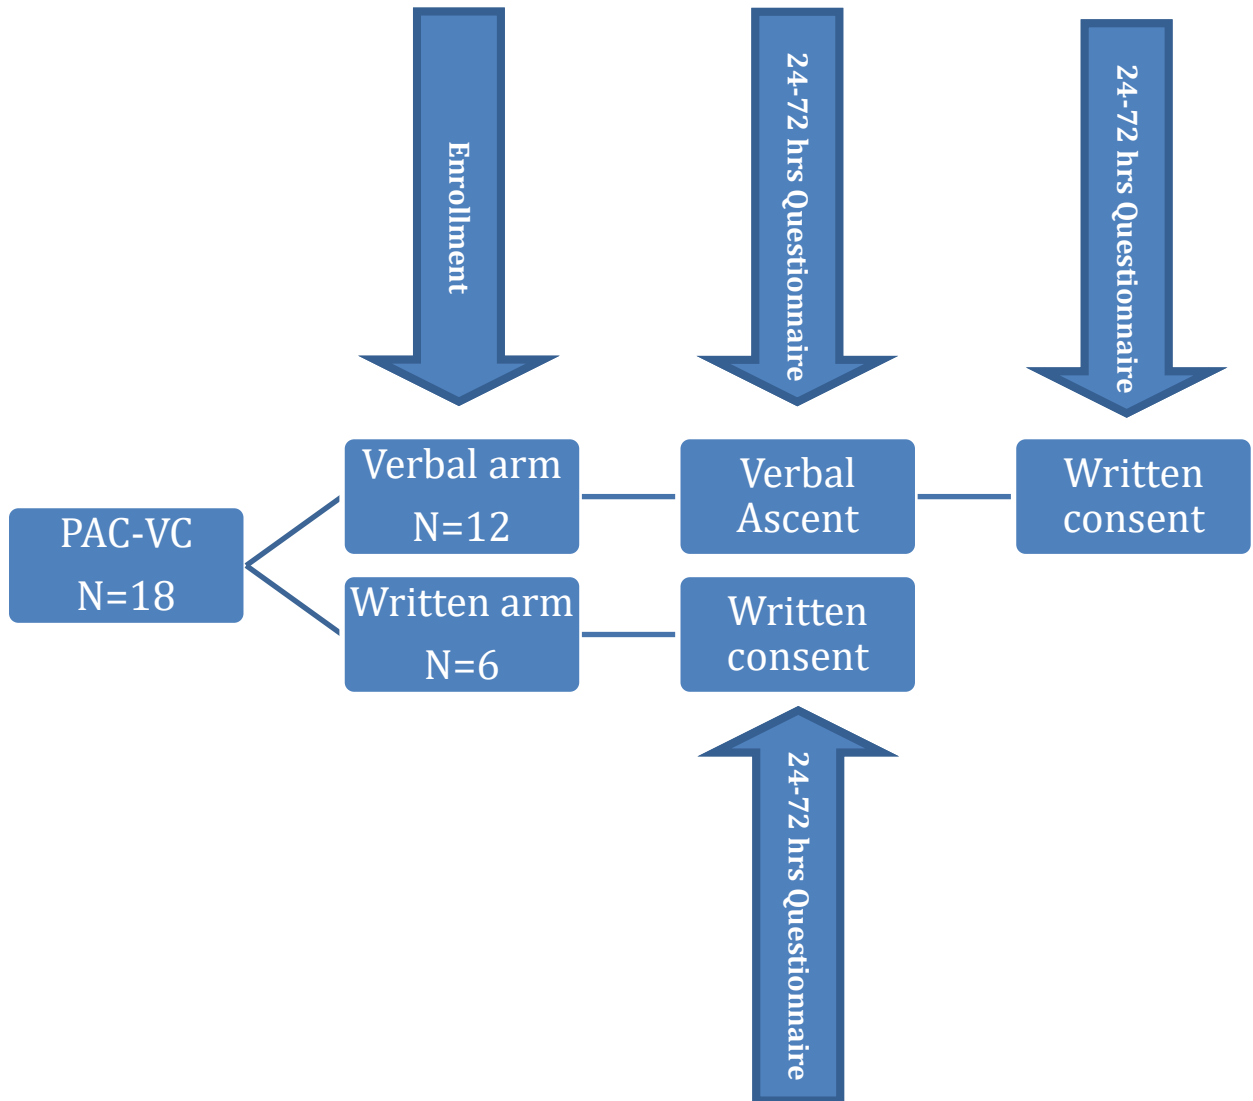 Enrollment
24-72 hrs Questionnaire
24-72 hrs Questionnaire
PAC-VC
N=18
Verbal arm
N=12
Verbal
Ascent
Written
consent
Written arm
N=6
Written
consent
24-72 hrs Questionnaire